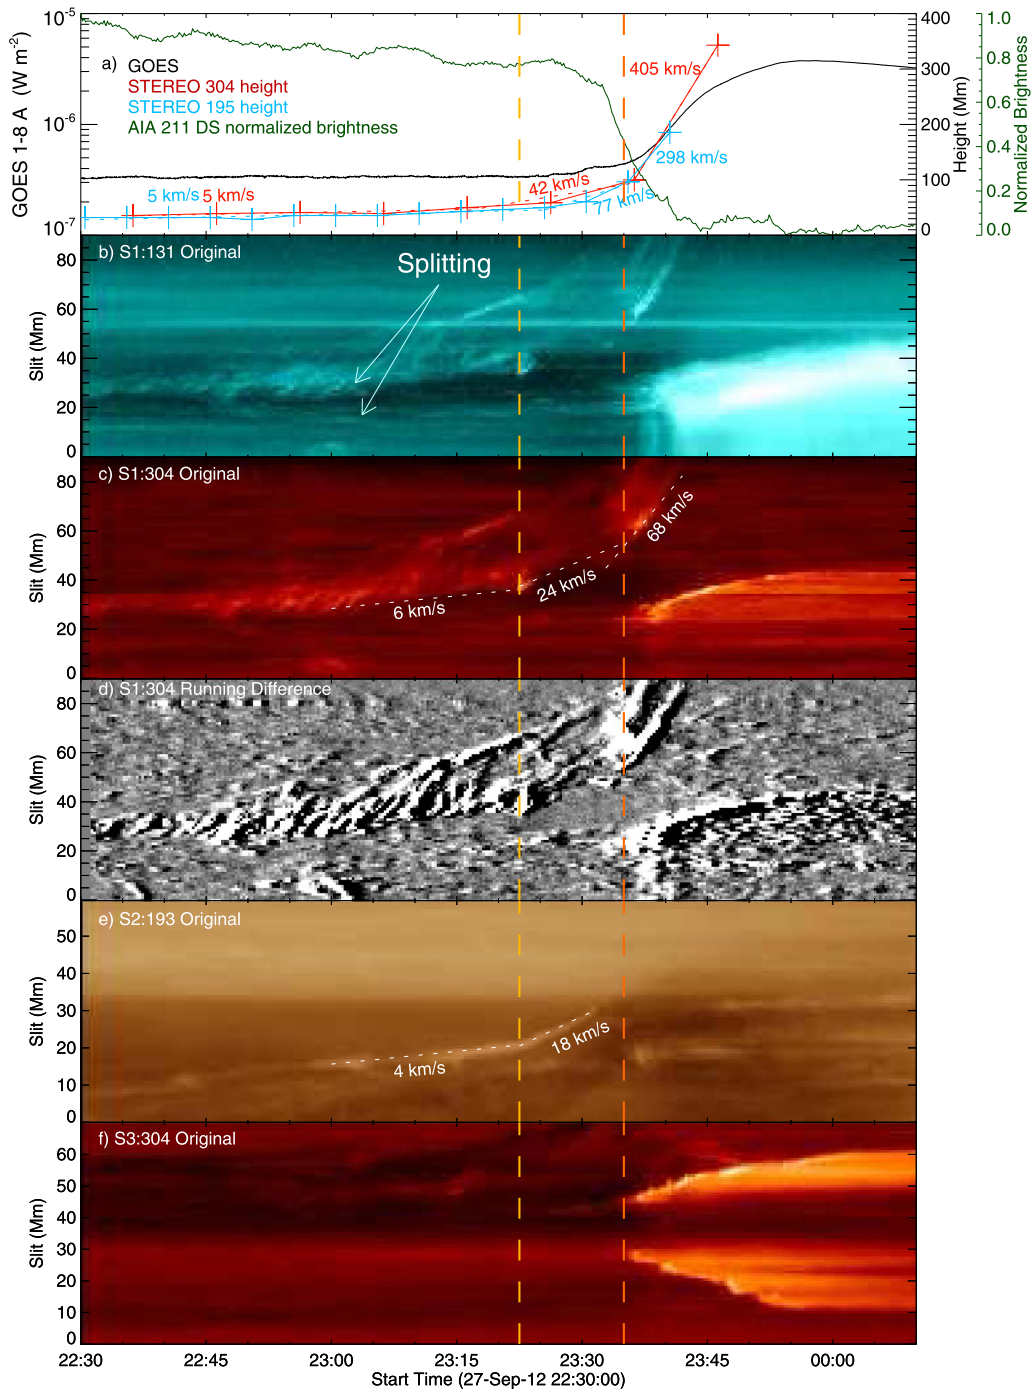 10-5
10-6
10-7
GOES 1-8 A (W m-2)
a)
GOES
STEREO 304 height
STEREO 195 height
AIA 211 DS normalized brightness
5 km/s
5 km/s
42 km/s
77 km/s
405 km/s
298 km/s
400
300
200
100
0
Height (Mm)
1.0
0.8
0.6
0.4
0.2
0.0
Normalized Brightness
b) S1:131 Original
Splitting
80
60
40
20
0
Slit (Mm)
c) S1:304 Original
6 km/s
24 km/s
68 km/s
80
60
40
20
0
Slit (Mm)
d) S1:304 Running Difference
80
60
40
20
0
Slit (Mm)
e) S2:193 Original
4 km/s
18 km/s
50
40
30
20
10
0
Slit (Mm)
f) S3:304 Original
60
50
40
30
20
10
0
Slit (Mm)
22:30 22:45 23:00 23:15 23:30 23:45 00:00
Start Time (27-Sep-12 22:30:00)